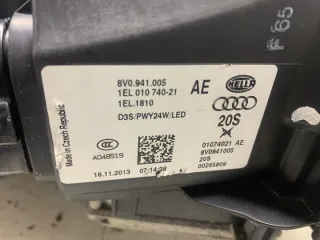 65
8V0.941.005
1EL 010 740-21
1EL.1810
AE
HELLA
D3S/PWY24W/LED
20S
Made in Czech Republic
A048519
16.11.2013 07:14:38
01074021 AE
8V0941005
20S
00265809